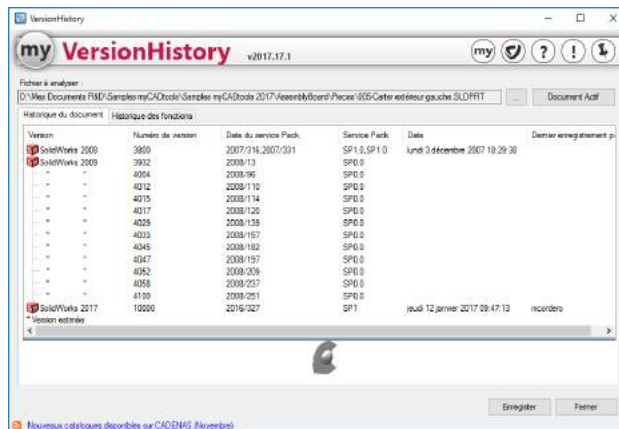 VersionHistory
my VersionHistory v2017.17.1 my ? !
Fichier à analyser :
D:\Mes Documents R&D\Samples myCADtools\Samples myCADtools 2017\AssemblyBoard\Pieces\005-Carter extérieur gauche.SLDPRT ... Document Actif
Historique du document Historique des fonctions
Version Numéro de version Date du service Pack Service Pack Date Dernier enregistrement p
SolidWorks 2008 3800 2007/316,2007/331 SP1.0,SP1.0 lundi 3 décembre 2007 18:29:38
SolidWorks 2009 3932 2008/13 SP0.0
" " 4004 2008/96 SP0.0
" " 4012 2008/110 SP0.0
" " 4015 2008/114 SP0.0
" " 4017 2008/120 SP0.0
" " 4029 2008/139 SP0.0
" " 4033 2008/157 SP0.0
" " 4045 2008/182 SP0.0
" " 4047 2008/197 SP0.0
" " 4052 2008/209 SP0.0
" " 4058 2008/237 SP0.0
" " 4100 2008/251 SP0.0
SolidWorks 2017 10000 2016/327 SP1 jeudi 12 janvier 2017 09:47:13 mcordero
* Version estimée
Enregister Fermer
Nouveaux catalogues disponibles sur CADENAS (Novembre)